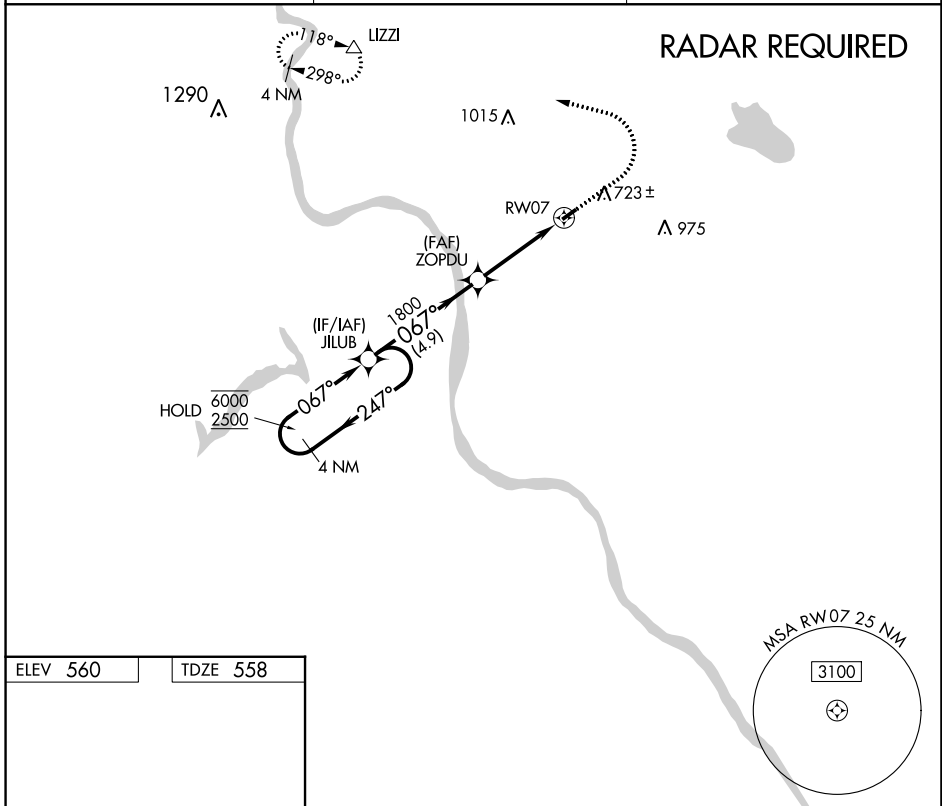 118°
LIZZI
298°
4 NM
RADAR REQUIRED
1290
1015
723 ±
RW07
975
(FAF)
ZOPDU
1800
067°
(4.9)
(IF/IAF)
JILUB
067°
247°
HOLD
6000
2500
4 NM
MSA RW07 25 NM
3100
ELEV 560
TDZE 558